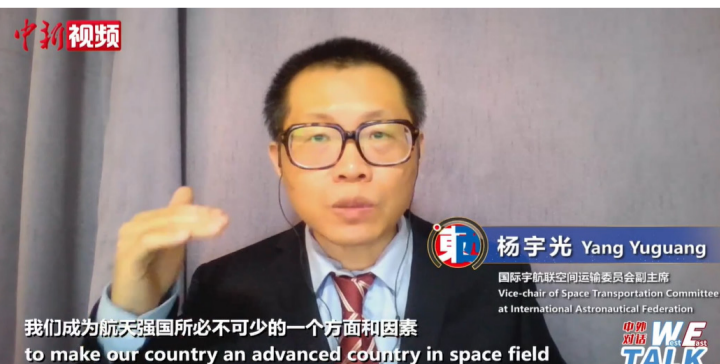 中新视频
杨宇光 Yang Yuguang
国际宇航联空间运输委员会副主席
Vice-chair of Space Transportation Committee
at International Astronautical Federation
我们成为航天强国所必不可少的一个方面和因素
to make our country an advanced country in space field
中外对话
West East
WE TALK